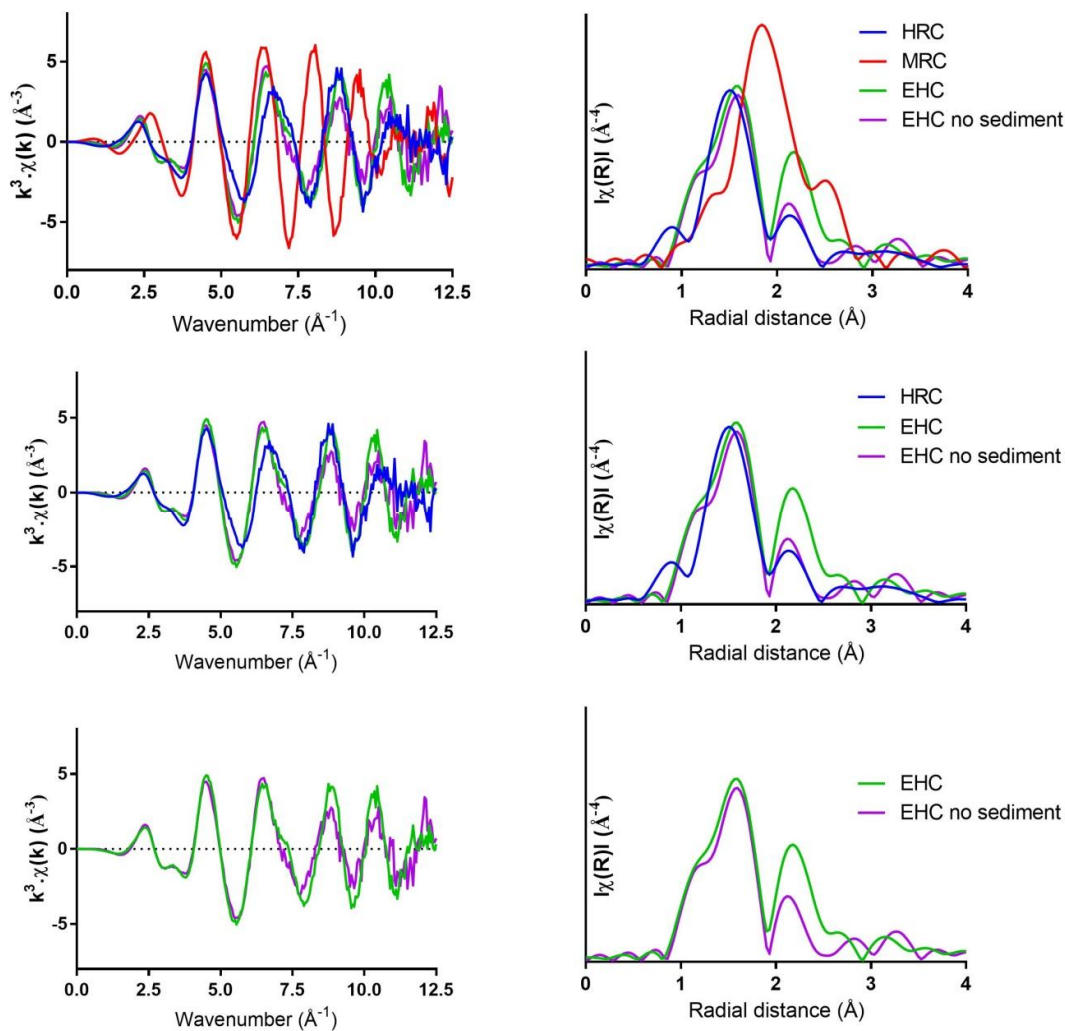 k³.χ(k) (Å⁻³)
5
0
-5
0.0 2.5 5.0 7.5 10.0 12.5
Wavenumber (Å⁻¹)
|χ(R)| (Å⁻⁴)
HRC
MRC
EHC
EHC no sediment
0 1 2 3 4
Radial distance (Å)
k³.χ(k) (Å⁻³)
5
0
-5
0.0 2.5 5.0 7.5 10.0 12.5
Wavenumber (Å⁻¹)
|χ(R)| (Å⁻⁴)
HRC
EHC
EHC no sediment
0 1 2 3 4
Radial distance (Å)
k³.χ(k) (Å⁻³)
5
0
-5
0.0 2.5 5.0 7.5 10.0 12.5
Wavenumber (Å⁻¹)
|χ(R)| (Å⁻⁴)
EHC
EHC no sediment
0 1 2 3 4
Radial distance (Å)